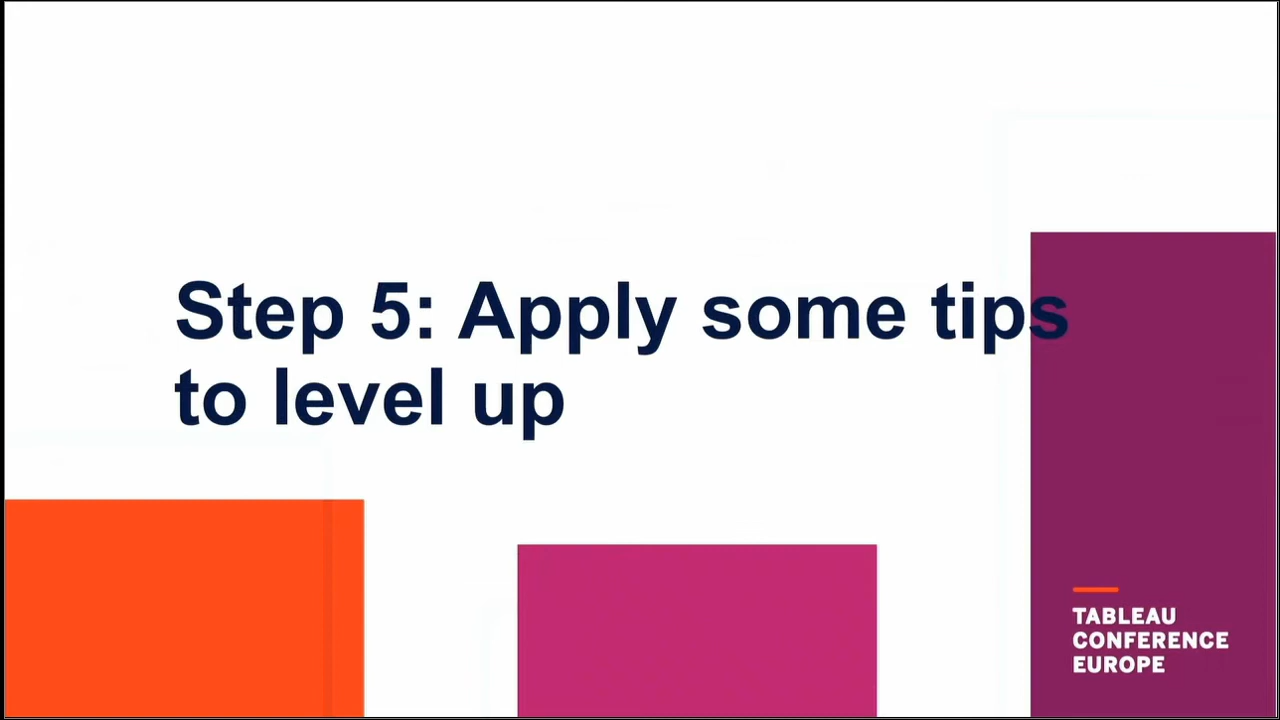 Step 5: Apply some tips
to level up
TABLEAU
CONFERENCE
EUROPE